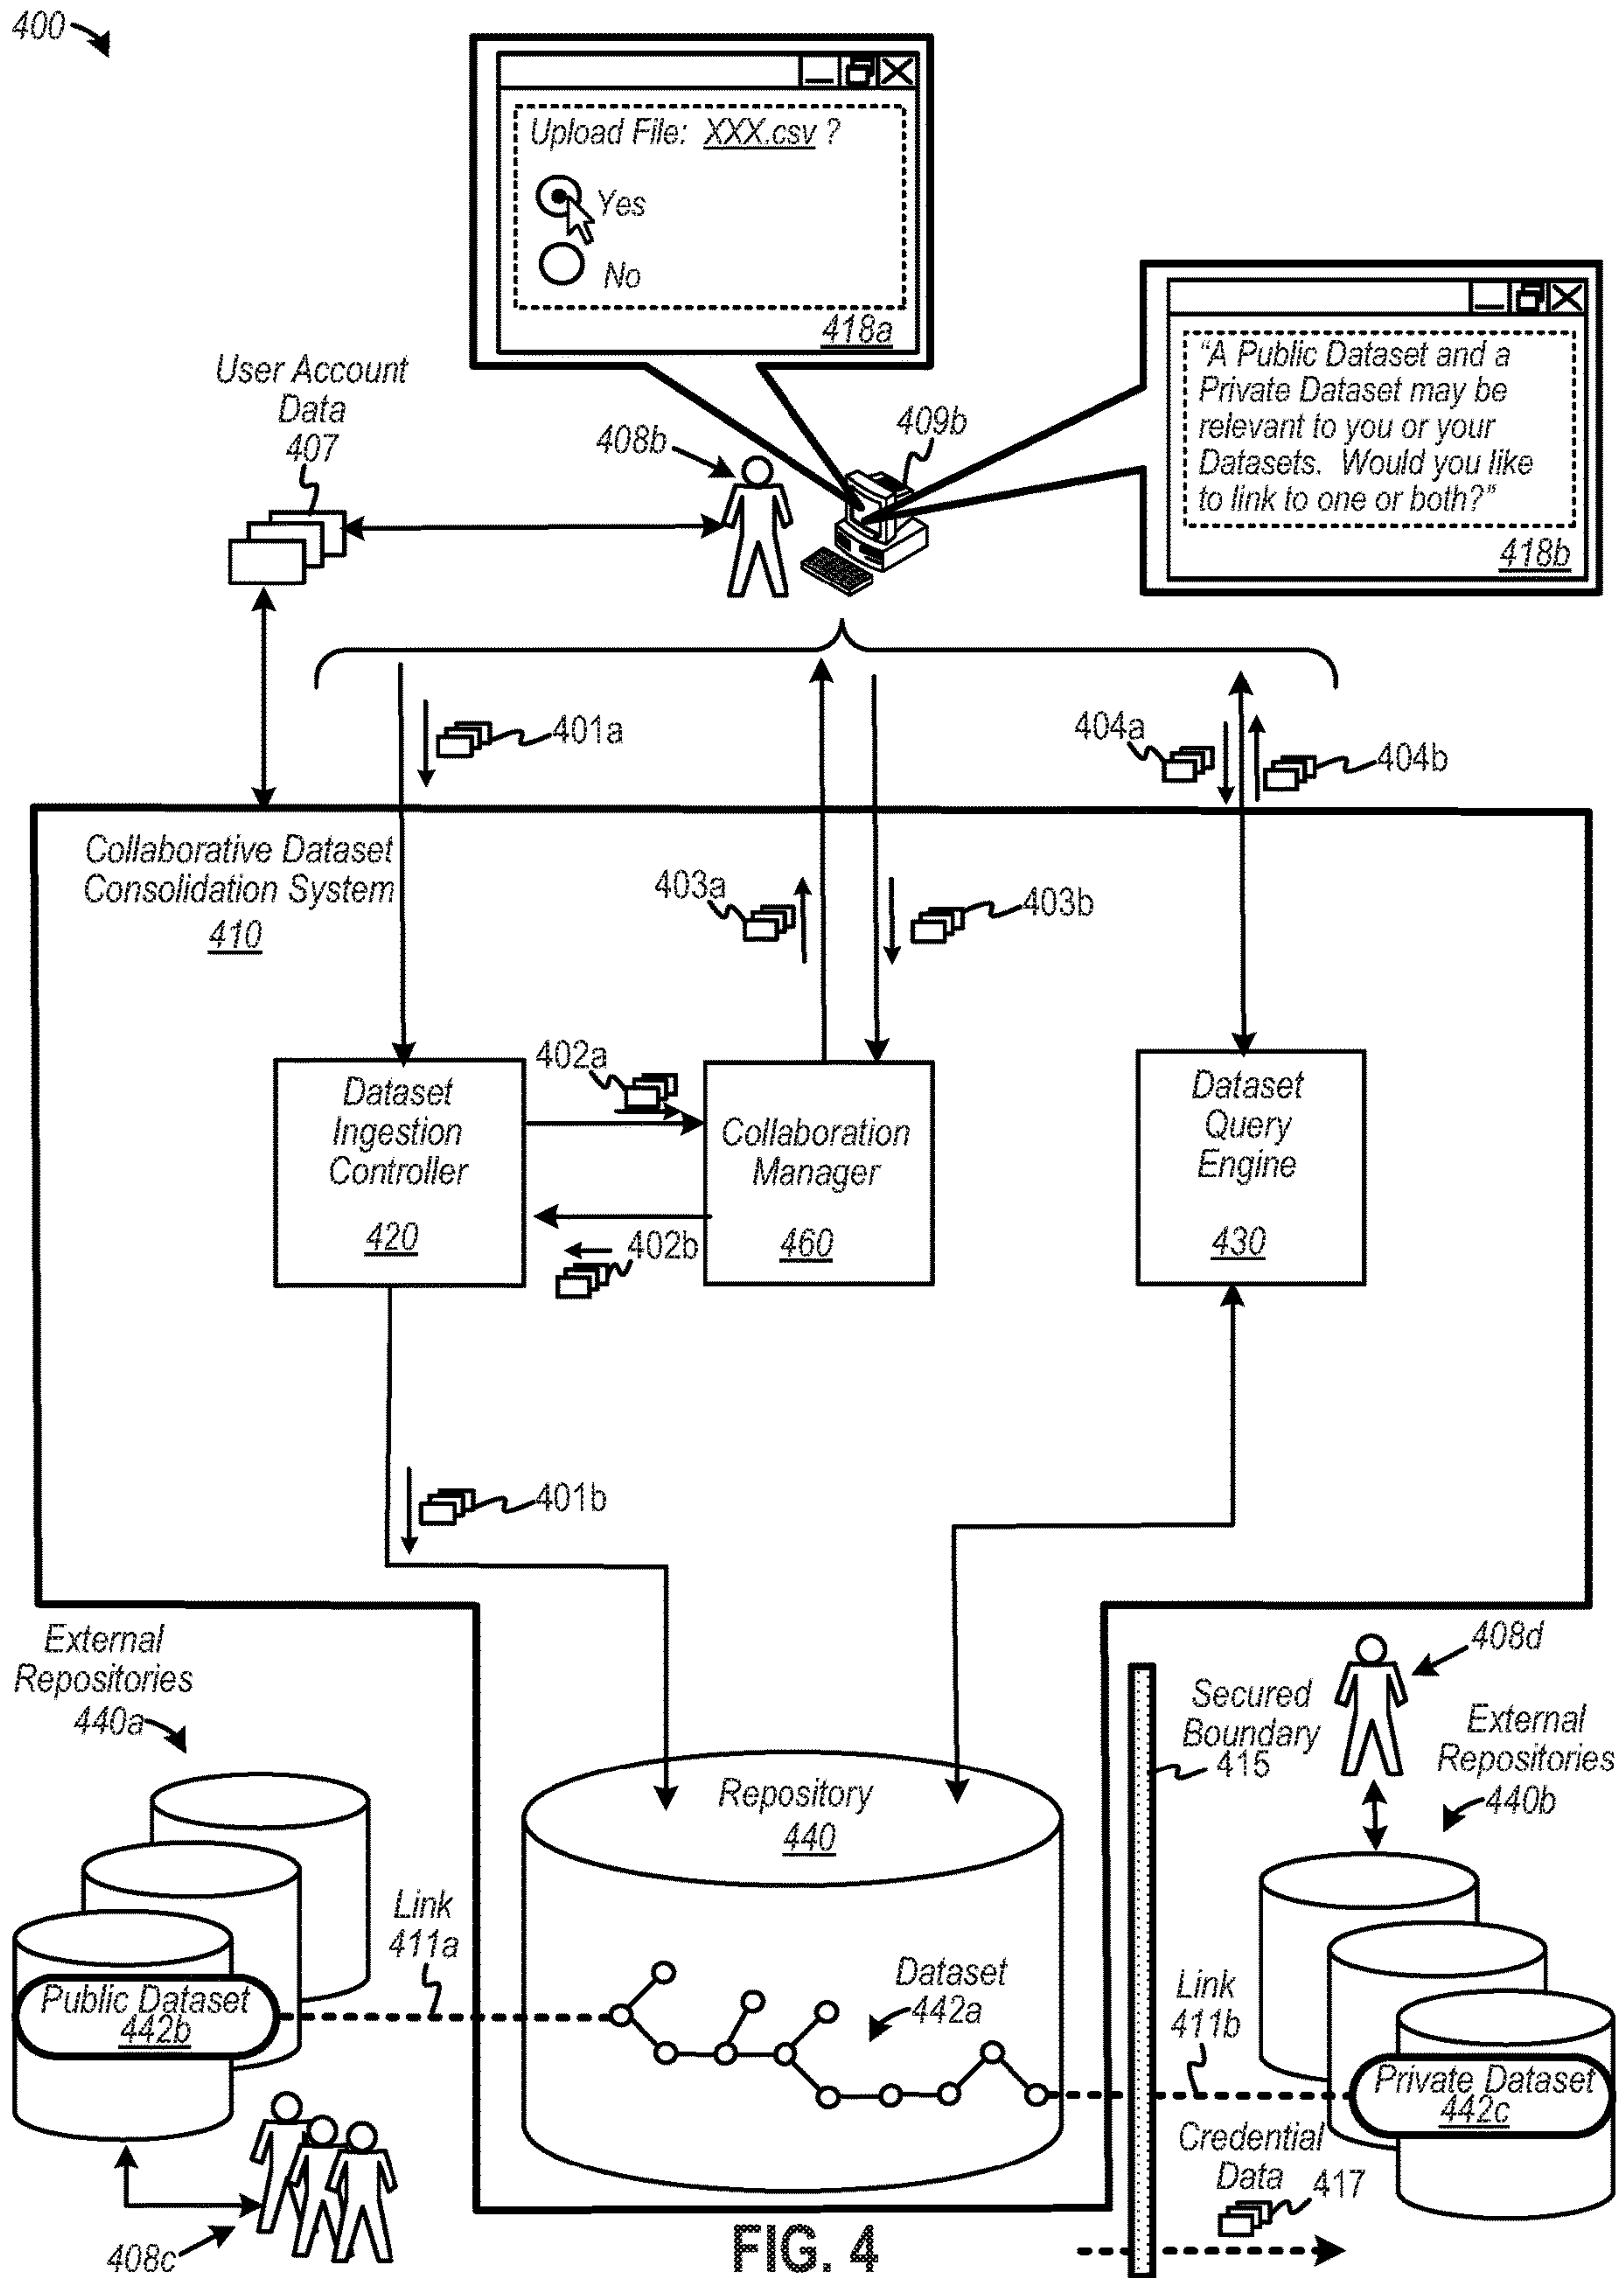 400
Upload File: XXX.csv ?
Yes
No
418a
"A Public Dataset and a
Private Dataset may be
relevant to you or your
Datasets. Would you like
to link to one or both?"
418b
User Account
Data
407
408b
409b
401a
404a
404b
Collaborative Dataset
Consolidation System
410
403a
403b
402a
Dataset
Ingestion
Controller
420
Collaboration
Manager
460
Dataset
Query
Engine
430
402b
401b
External
Repositories
440a
408d
Secured
Boundary
415
External
Repositories
440b
Repository
440
Link
411a
Dataset
442a
Link
411b
Public Dataset
442b
Private Dataset
442c
Credential
Data
417
408c
FIG. 4